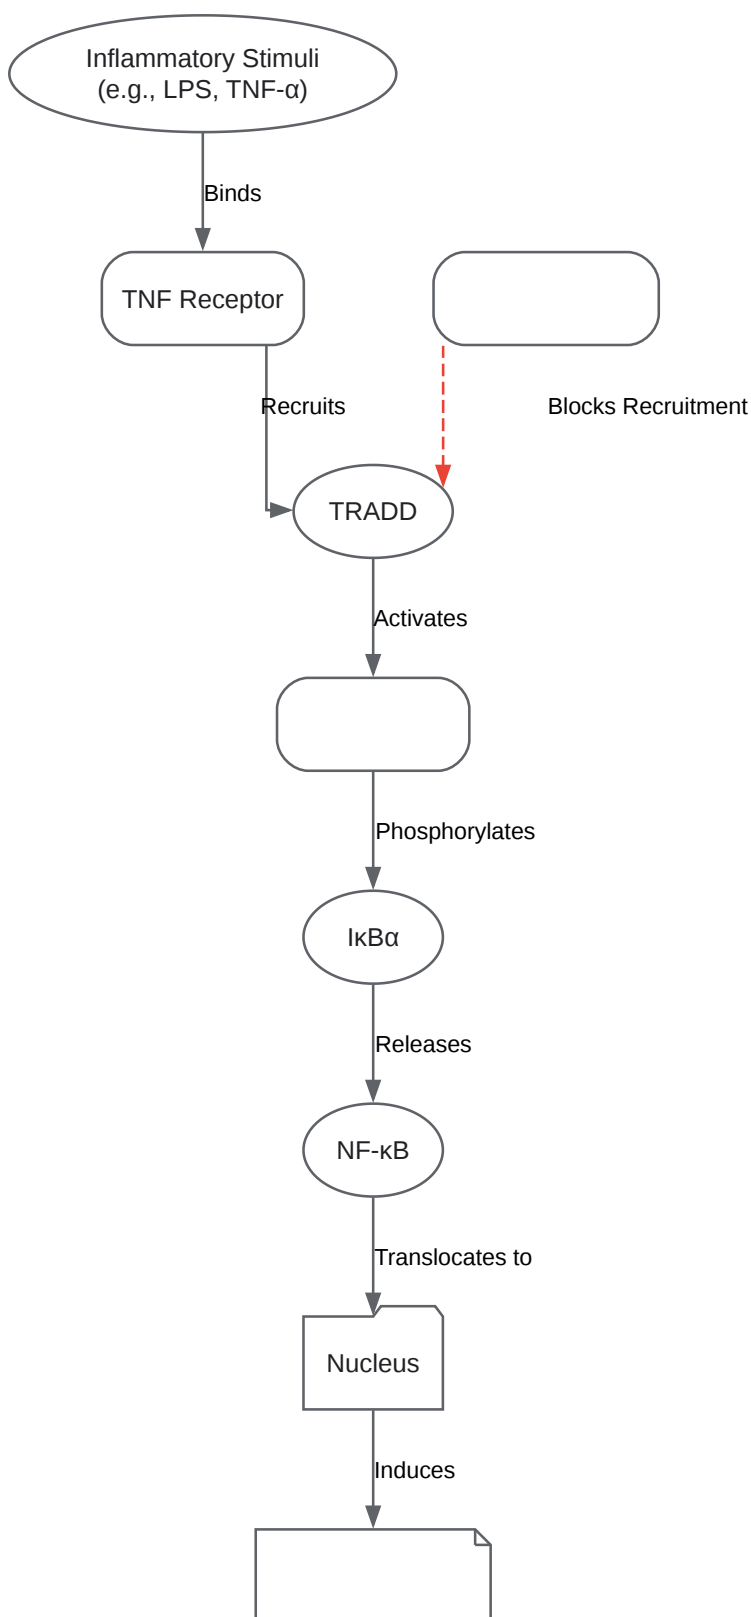 Inflammatory Stimuli
(e.g., LPS, TNF-α)
Binds
TNF Receptor
Recruits
Blocks Recruitment
TRADD
Activates
Phosphorylates
IκBα
Releases
NF-κB
Translocates to
Nucleus
Induces